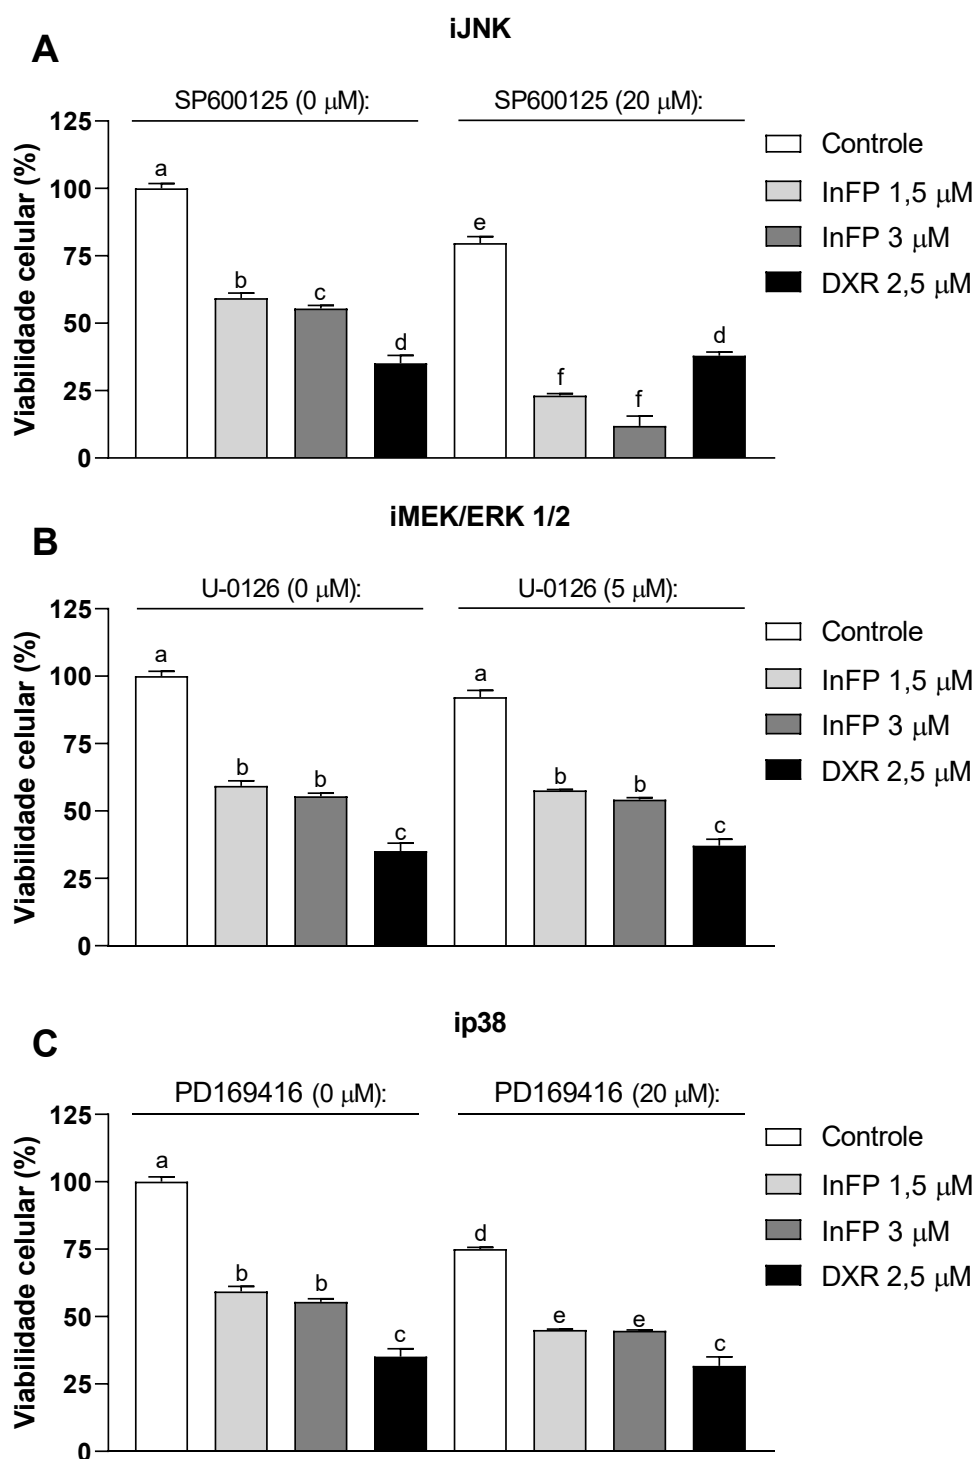 iJNK
A
SP600125 (0 μM):
SP600125 (20 μM):
Viabilidade celular (%)
125
100
75
50
25
0
a
b
c
d
e
f
f
d
Controle
InFP 1,5 μM
InFP 3 μM
DXR 2,5 μM
iMEK/ERK 1/2
B
U-0126 (0 μM):
U-0126 (5 μM):
Viabilidade celular (%)
125
100
75
50
25
0
a
b
b
c
a
b
b
c
Controle
InFP 1,5 μM
InFP 3 μM
DXR 2,5 μM
ip38
C
PD169416 (0 μM):
PD169416 (20 μM):
Viabilidade celular (%)
125
100
75
50
25
0
a
b
b
c
d
e
e
c
Controle
InFP 1,5 μM
InFP 3 μM
DXR 2,5 μM